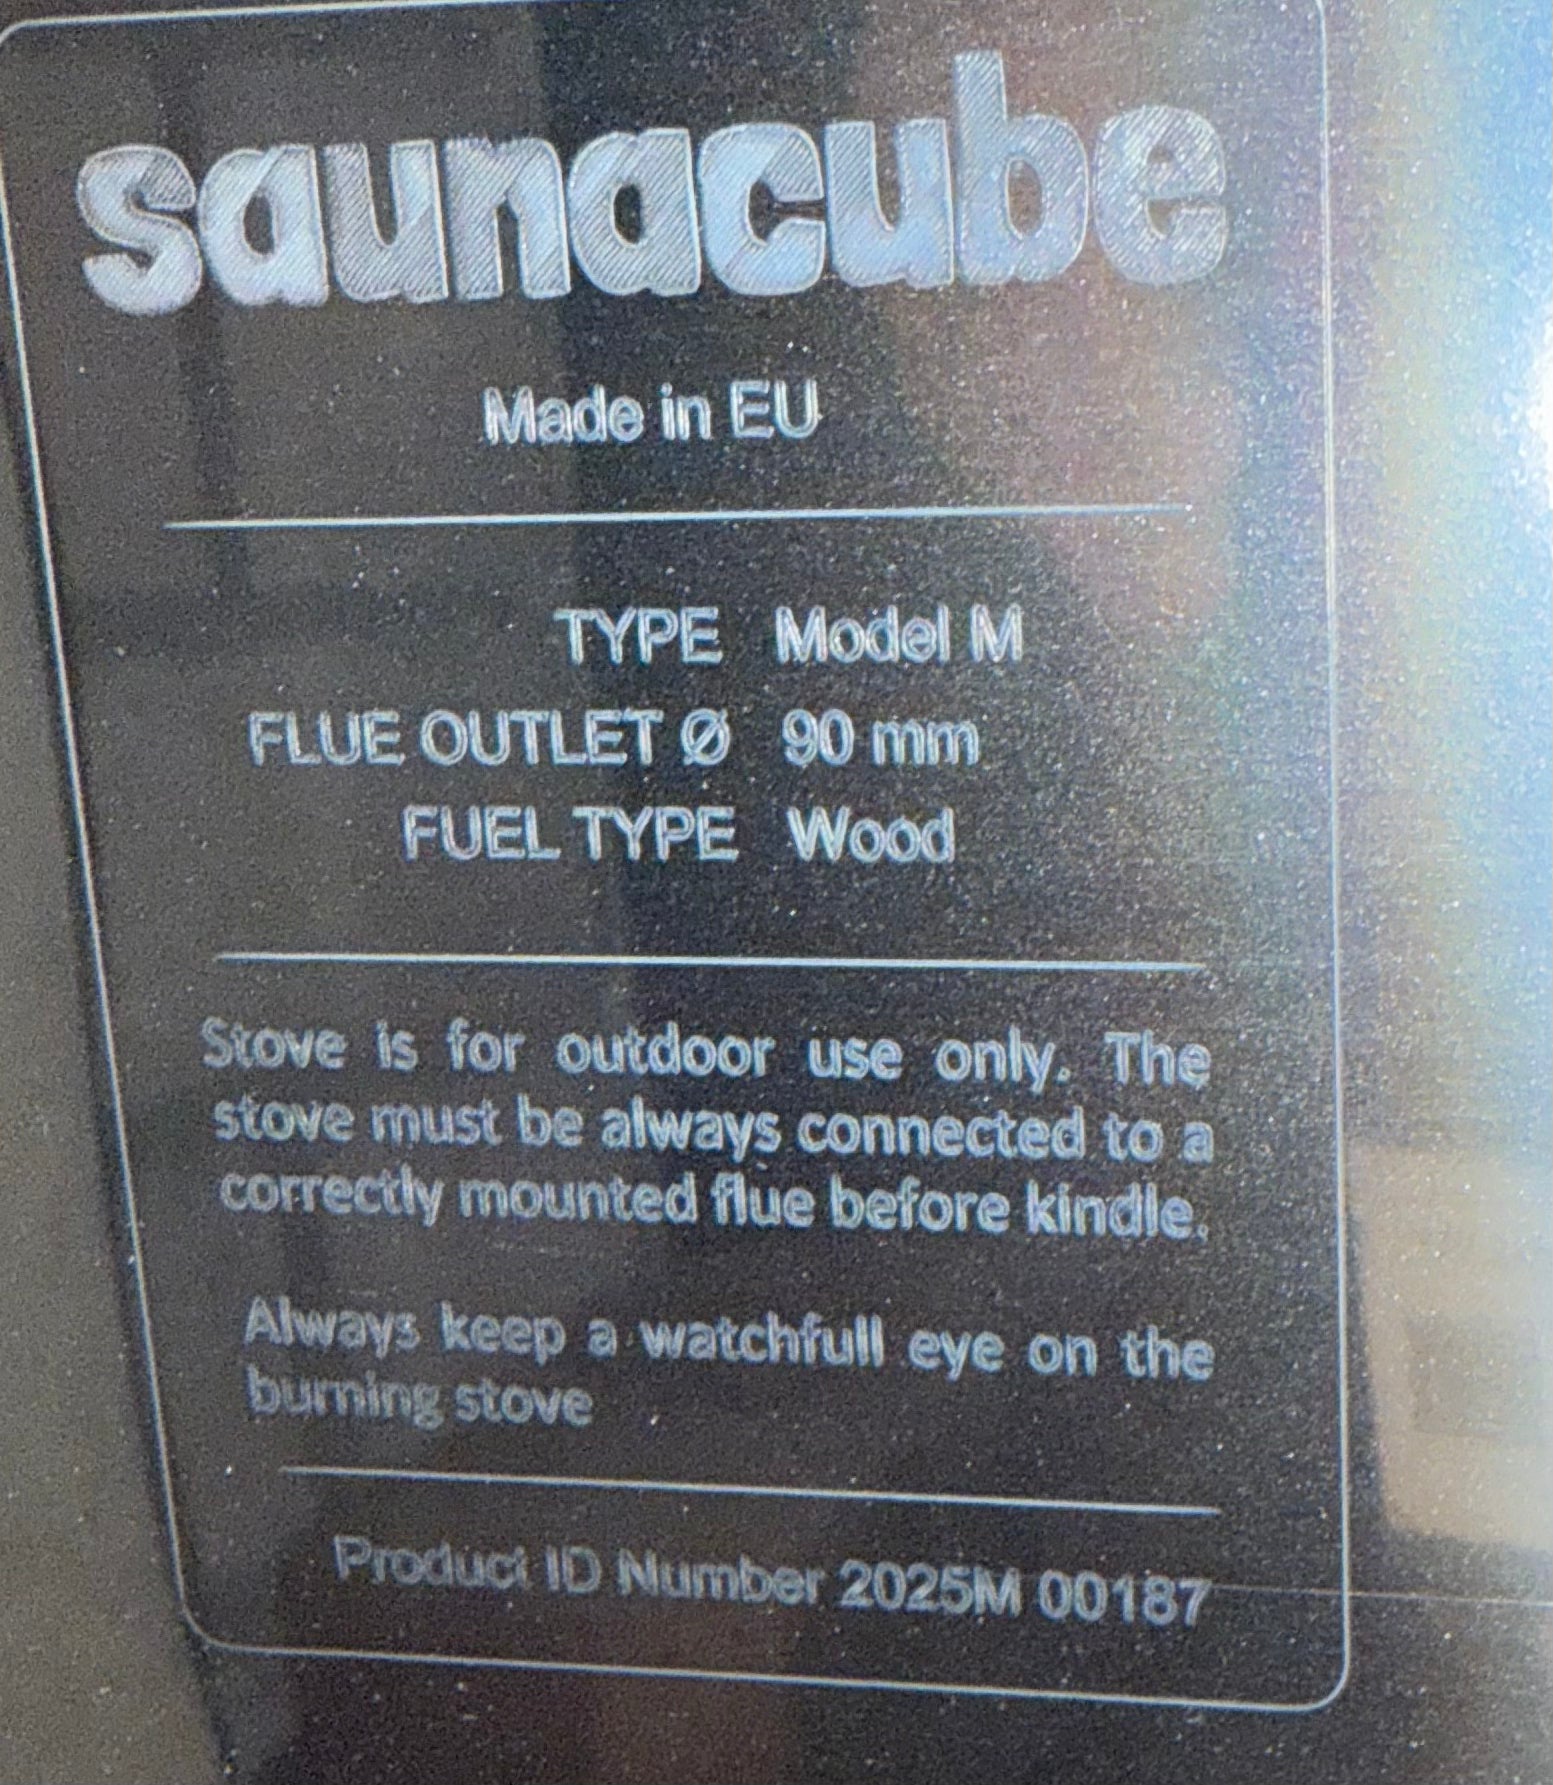 saunacube
Made in EU
TYPE Model M
FLUE OUTLET Ø 90 mm
FUEL TYPE Wood
Stove is for outdoor use only. The
stove must be always connected to a
correctly mounted flue before kindle.
Always keep a watchfull eye on the
burning stove
Product ID Number 2025M 00187